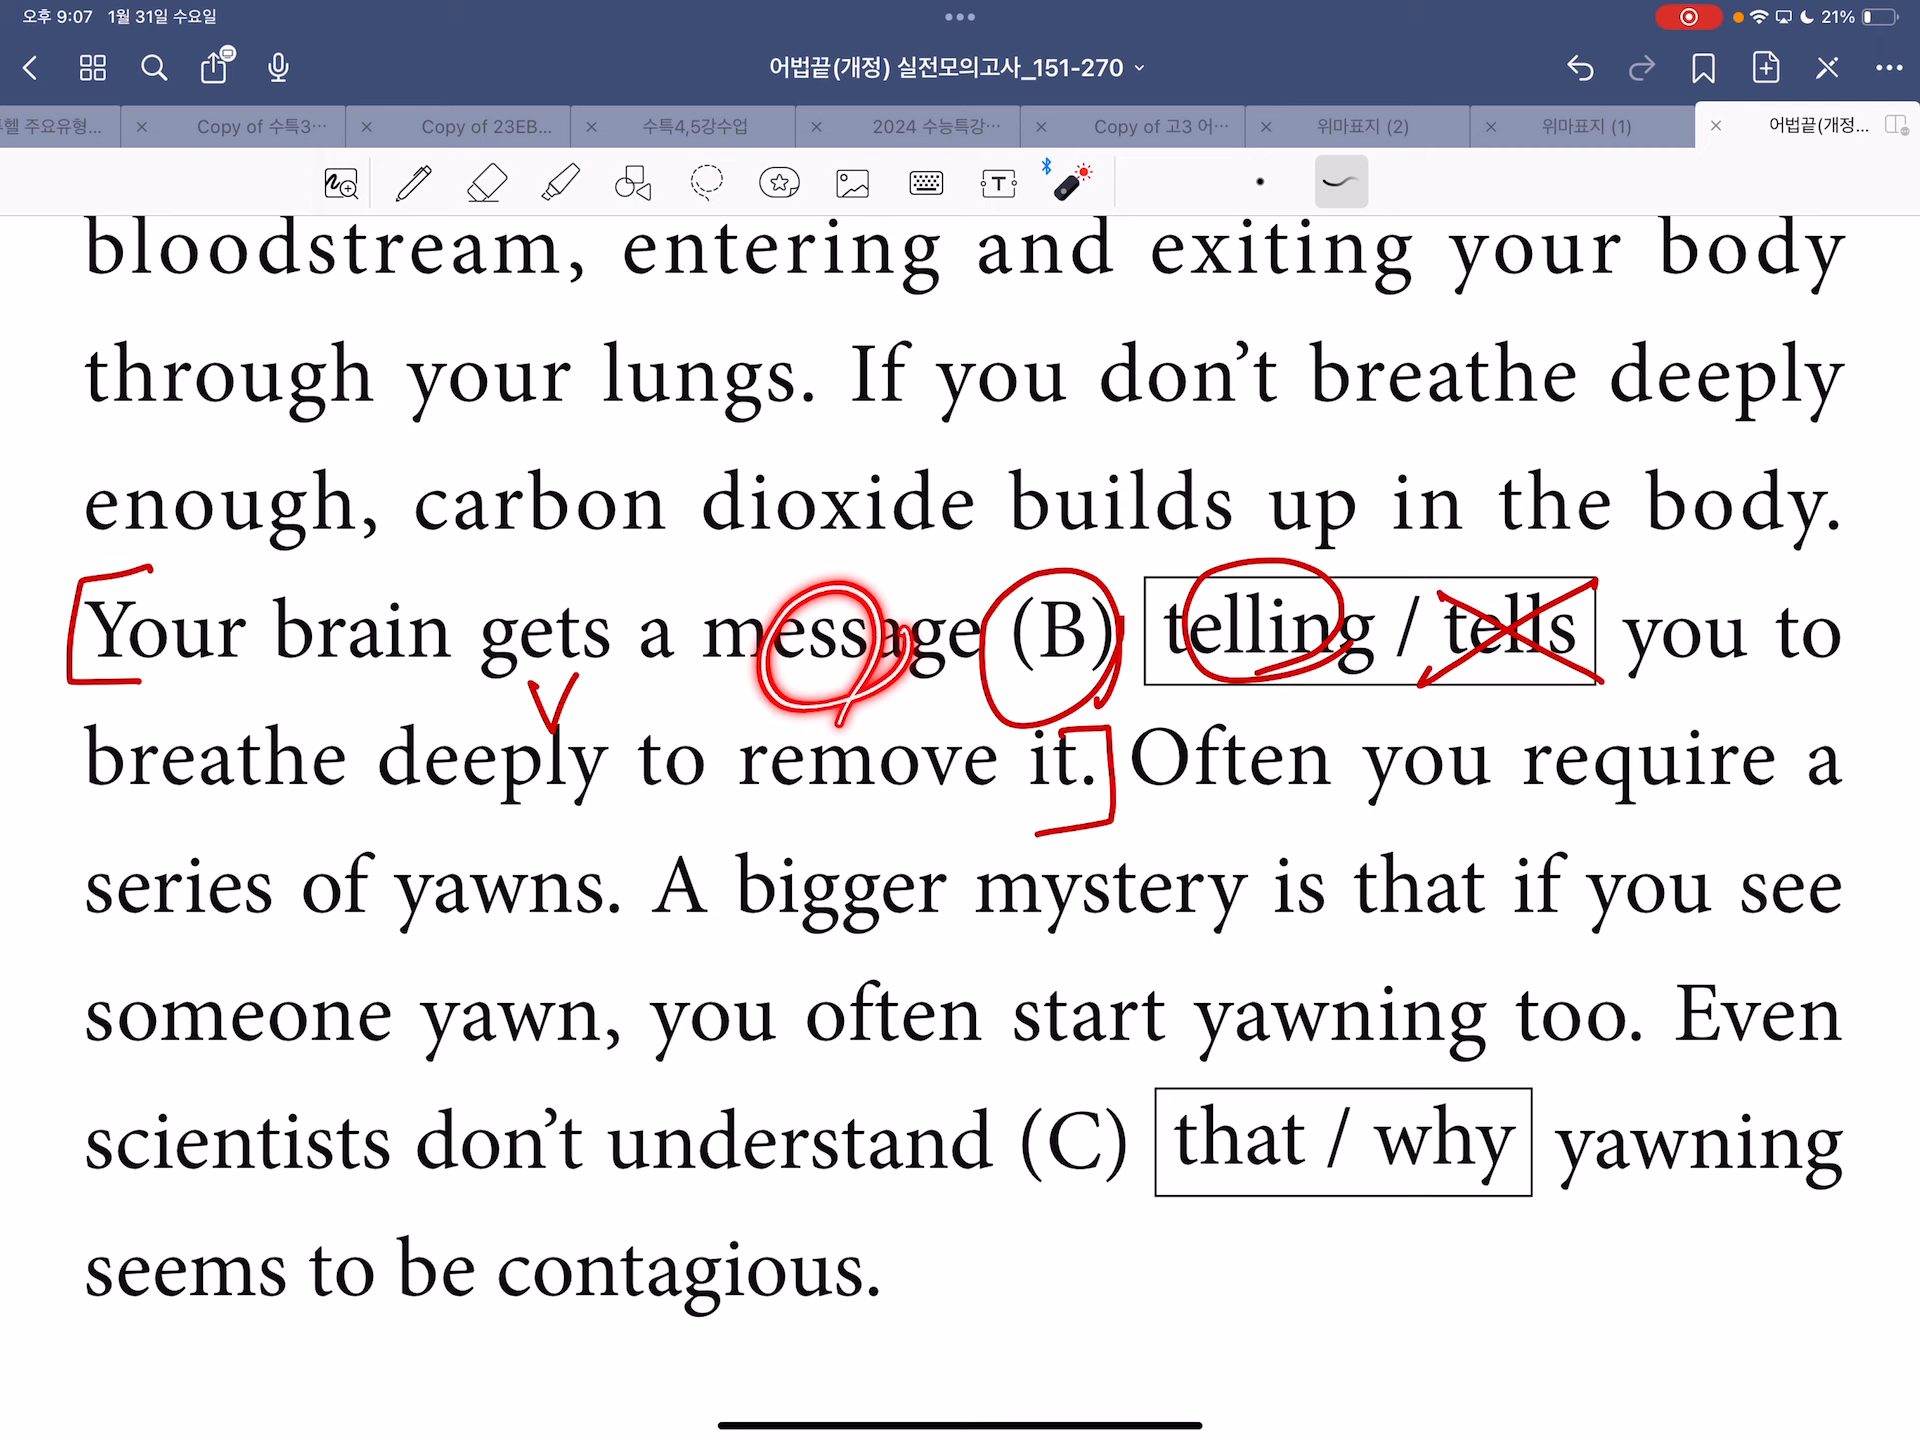 오후 9:07 1월 31일 수요일
21%
어법끝(개정) 실전모의고사_151-270
헬 주요유형...
Copy of 수특3...
Copy of 23EB...
수특4,5강수업
2024 수능특강...
Copy of 고3 어...
위마표지 (2)
위마표지 (1)
어법끝(개정...
bloodstream, entering and exiting your body
through your lungs. If you don't breathe deeply
enough, carbon dioxide builds up in the body.
Your brain gets a message (B) telling / tells you to
breathe deeply to remove it. Often you require a
series of yawns. A bigger mystery is that if you see
someone yawn, you often start yawning too. Even
scientists don't understand (C) that / why yawning
seems to be contagious.